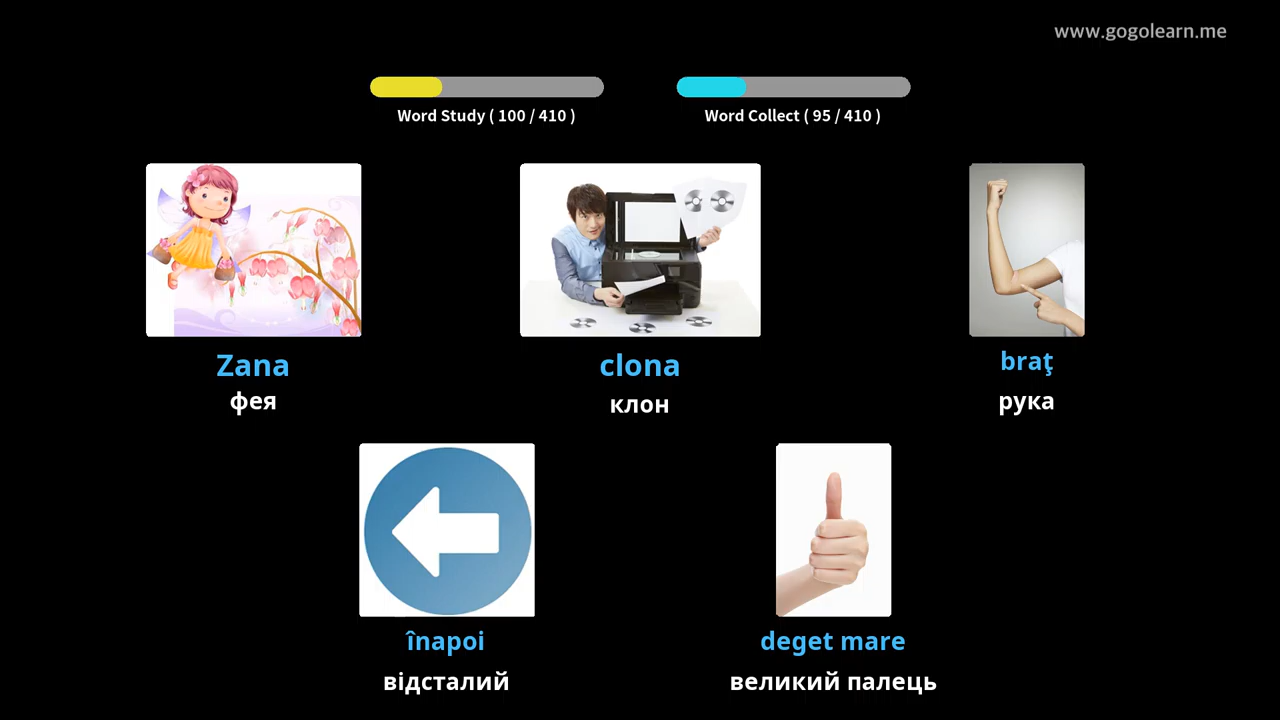 www.gogolearn.me
Word Study ( 100 / 410 )
Word Collect ( 95 / 410 )
Zana
фея
clona
клон
braţ
рука
înapoi
відсталий
deget mare
великий палець